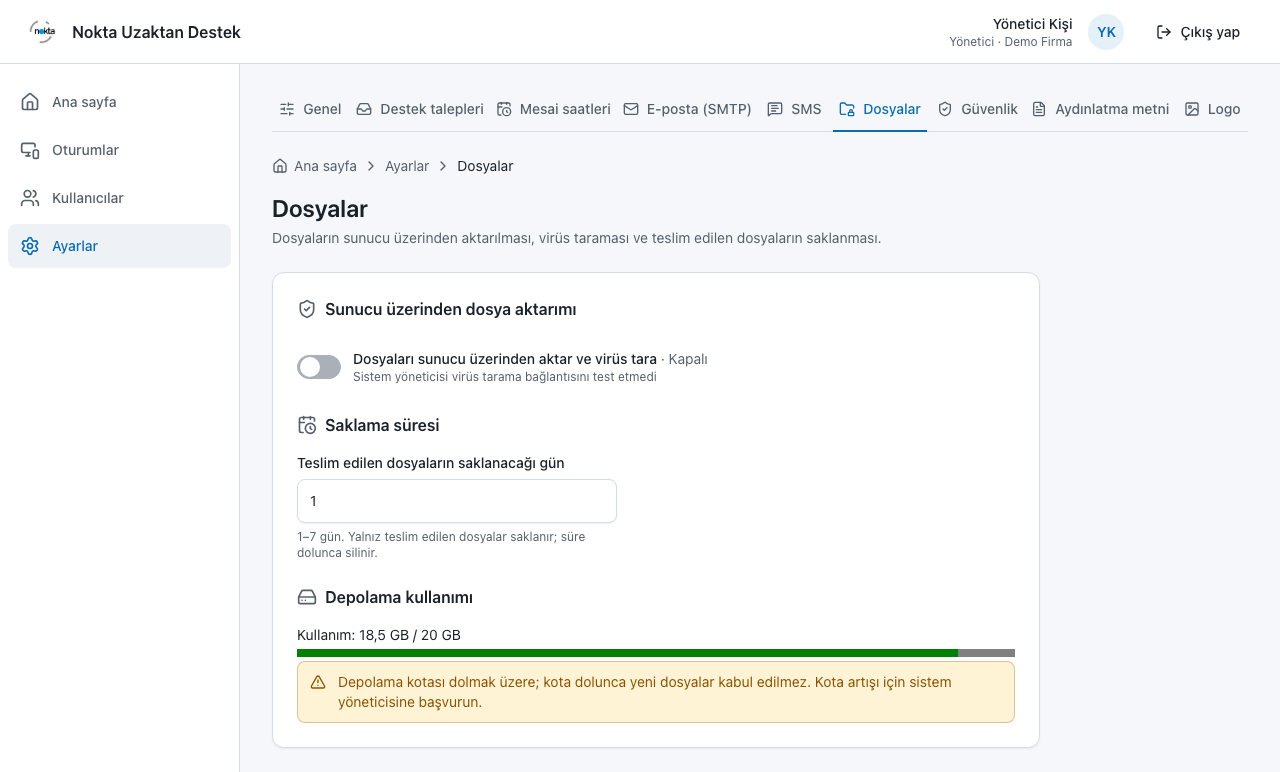 nokta
Nokta Uzaktan Destek
Yönetici Kişi
Yönetici · Demo Firma
YK
Çıkış yap
Ana sayfa
Oturumlar
Kullanıcılar
Ayarlar
Genel
Destek talepleri
Mesai saatleri
E-posta (SMTP)
SMS
Dosyalar
Güvenlik
Aydınlatma metni
Logo
Ana sayfa
Ayarlar
Dosyalar
Dosyalar
Dosyaların sunucu üzerinden aktarılması, virüs taraması ve teslim edilen dosyaların saklanması.
Sunucu üzerinden dosya aktarımı
Dosyaları sunucu üzerinden aktar ve virüs tara · Kapalı
Sistem yöneticisi virüs tarama bağlantısını test etmedi
Saklama süresi
Teslim edilen dosyaların saklanacağı gün
1
1–7 gün. Yalnız teslim edilen dosyalar saklanır; süre
dolunca silinir.
Depolama kullanımı
Kullanım: 18,5 GB / 20 GB
Depolama kotası dolmak üzere; kota dolunca yeni dosyalar kabul edilmez. Kota artışı için sistem
yöneticisine başvurun.